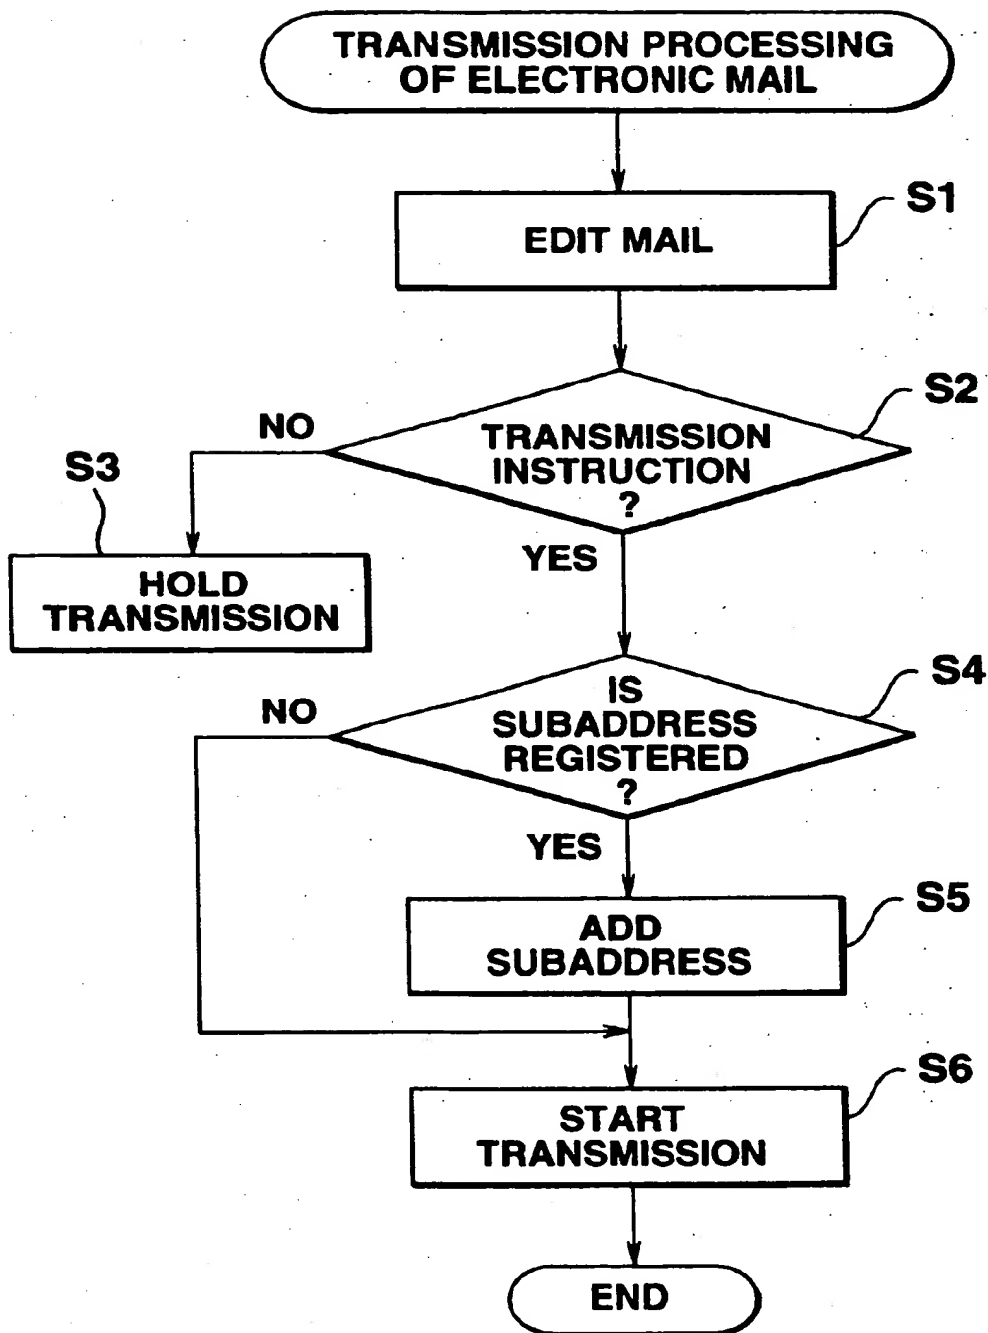 TRANSMISSION PROCESSING
OF ELECTRONIC MAIL
S1
EDIT MAIL
S2
NO
TRANSMISSION
INSTRUCTION
?
S3
YES
HOLD
TRANSMISSION
S4
NO
IS
SUBADDRESS
REGISTERED
?
YES
S5
ADD
SUBADDRESS
S6
START
TRANSMISSION
END